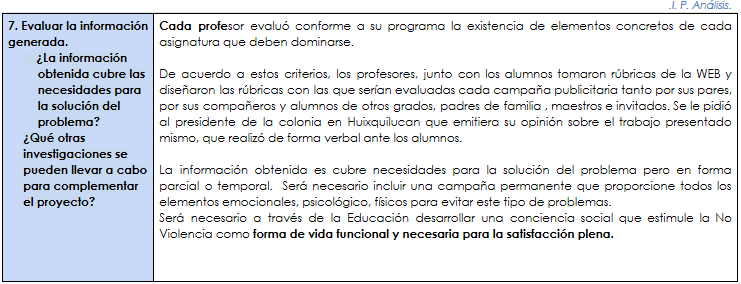 .I. P. Análisis.
7. Evaluar la información
generada.
¿La información
obtenida cubre las
necesidades para
la solución del
problema?
¿Qué otras
investigaciones se
pueden llevar a cabo
para complementar
el proyecto?
Cada profesor evaluó conforme a su programa la existencia de elementos concretos de cada
asignatura que deben dominarse.
De acuerdo a estos criterios, los profesores, junto con los alumnos tomaron rúbricas de la WEB y
diseñaron las rúbricas con las que serían evaluadas cada campaña publicitaria tanto por sus pares,
por sus compañeros y alumnos de otros grados, padres de familia , maestros e invitados. Se le pidió
al presidente de la colonia en Huixquilucan que emitiera su opinión sobre el trabajo presentado
mismo, que realizó de forma verbal ante los alumnos.
La información obtenida es cubre necesidades para la solución del problema pero en forma
parcial o temporal. Será necesario incluir una campaña permanente que proporcione todos los
elementos emocionales, psicológico, físicos para evitar este tipo de problemas.
Será necesario a través de la Educación desarrollar una conciencia social que estimule la No
Violencia como forma de vida funcional y necesaria para la satisfacción plena.